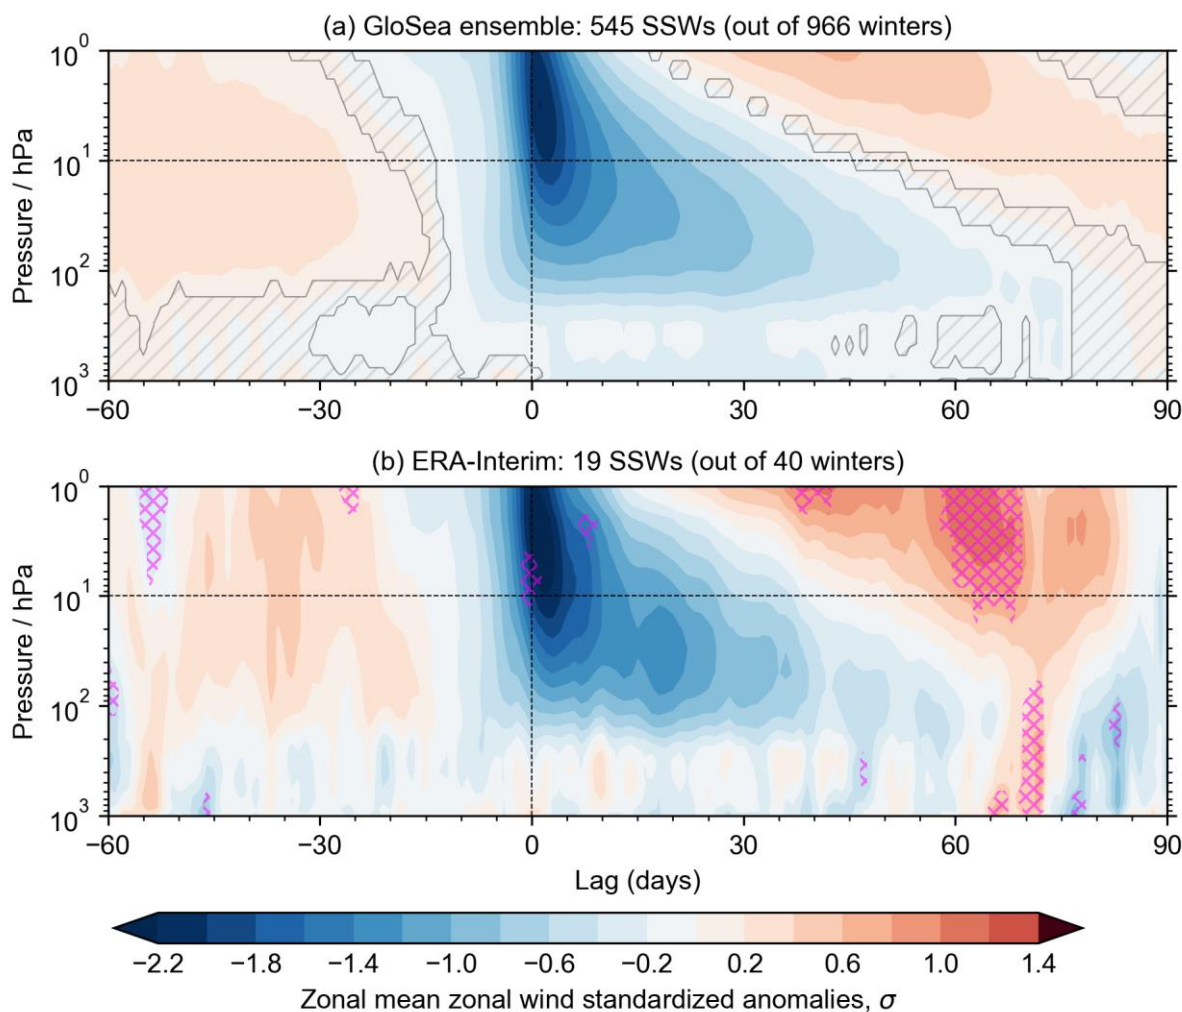 (a) GloSea ensemble: 545 SSWs (out of 966 winters)
Pressure / hPa
10⁰
10¹
10²
10³
−60 −30 0 30 60 90
(b) ERA-Interim: 19 SSWs (out of 40 winters)
Pressure / hPa
10⁰
10¹
10²
10³
−60 −30 0 30 60 90
Lag (days)
−2.2 −1.8 −1.4 −1.0 −0.6 −0.2 0.2 0.6 1.0 1.4
Zonal mean zonal wind standardized anomalies, σ